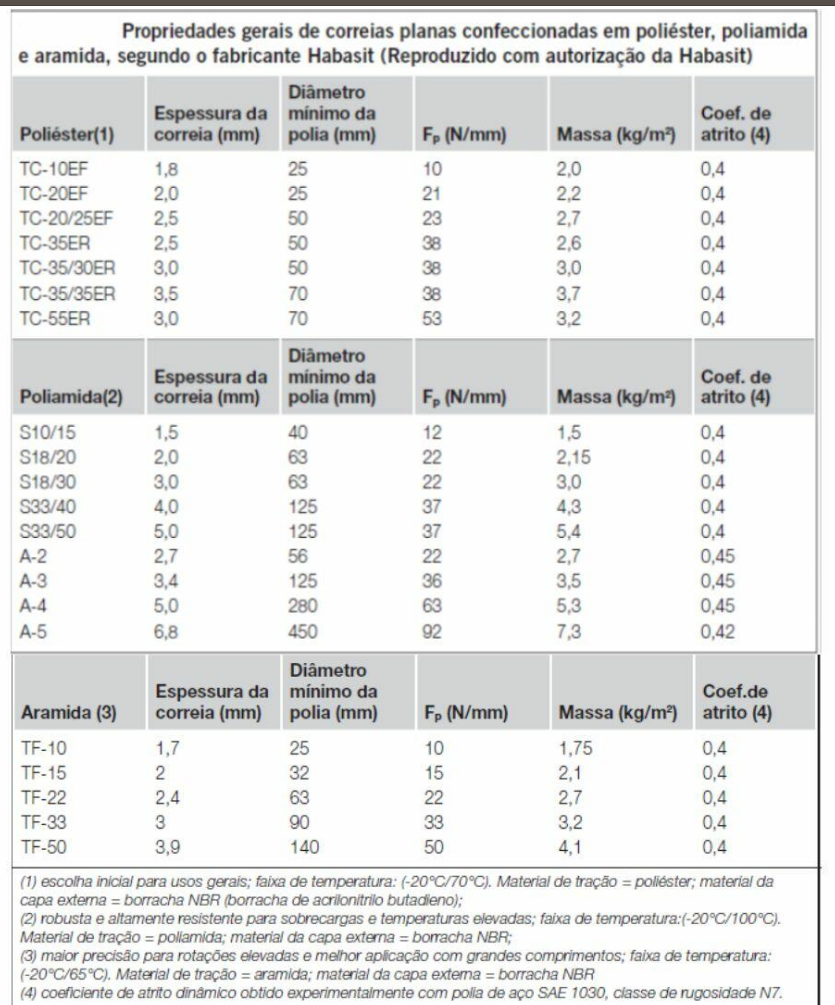 Propriedades gerais de correias planas confeccionadas em poliéster, poliamida
e aramida, segundo o fabricante Habasit (Reproduzido com autorização da Habasit)
Poliéster(1) Espessura da correia (mm) Diâmetro mínimo da polia (mm) Fₚ (N/mm) Massa (kg/m²) Coef. de atrito (4)
TC-10EF 1,8 25 10 2,0 0,4
TC-20EF 2,0 25 21 2,2 0,4
TC-20/25EF 2,5 50 23 2,7 0,4
TC-35ER 2,5 50 38 2,6 0,4
TC-35/30ER 3,0 50 38 3,0 0,4
TC-35/35ER 3,5 70 38 3,7 0,4
TC-55ER 3,0 70 53 3,2 0,4
Poliamida(2) Espessura da correia (mm) Diâmetro mínimo da polia (mm) Fₚ (N/mm) Massa (kg/m²) Coef. de atrito (4)
S10/15 1,5 40 12 1,5 0,4
S18/20 2,0 63 22 2,15 0,4
S18/30 3,0 63 22 3,0 0,4
S33/40 4,0 125 37 4,3 0,4
S33/50 5,0 125 37 5,4 0,4
A-2 2,7 56 22 2,7 0,45
A-3 3,4 125 36 3,5 0,45
A-4 5,0 280 63 5,3 0,45
A-5 6,8 450 92 7,3 0,42
Aramida (3) Espessura da correia (mm) Diâmetro mínimo da polia (mm) Fₚ (N/mm) Massa (kg/m²) Coef.de atrito (4)
TF-10 1,7 25 10 1,75 0,4
TF-15 2 32 15 2,1 0,4
TF-22 2,4 63 22 2,7 0,4
TF-33 3 90 33 3,2 0,4
TF-50 3,9 140 50 4,1 0,4
(1) escolha inicial para usos gerais; faixa de temperatura: (-20°C/70°C). Material de tração = poliéster; material da
capa externa = borracha NBR (borracha de acrilonitrilo butadieno);
(2) robusta e altamente resistente para sobrecargas e temperaturas elevadas; faixa de temperatura:(-20°C/100°C).
Material de tração = poliamida; material da capa externa = borracha NBR;
(3) maior precisão para rotações elevadas e melhor aplicação com grandes comprimentos; faixa de temperatura:
(-20°C/65°C). Material de tração = aramida; material da capa externa = borracha NBR
(4) coeficiente de atrito dinâmico obtido experimentalmente com polia de aço SAE 1030, classe de rugosidade N7.